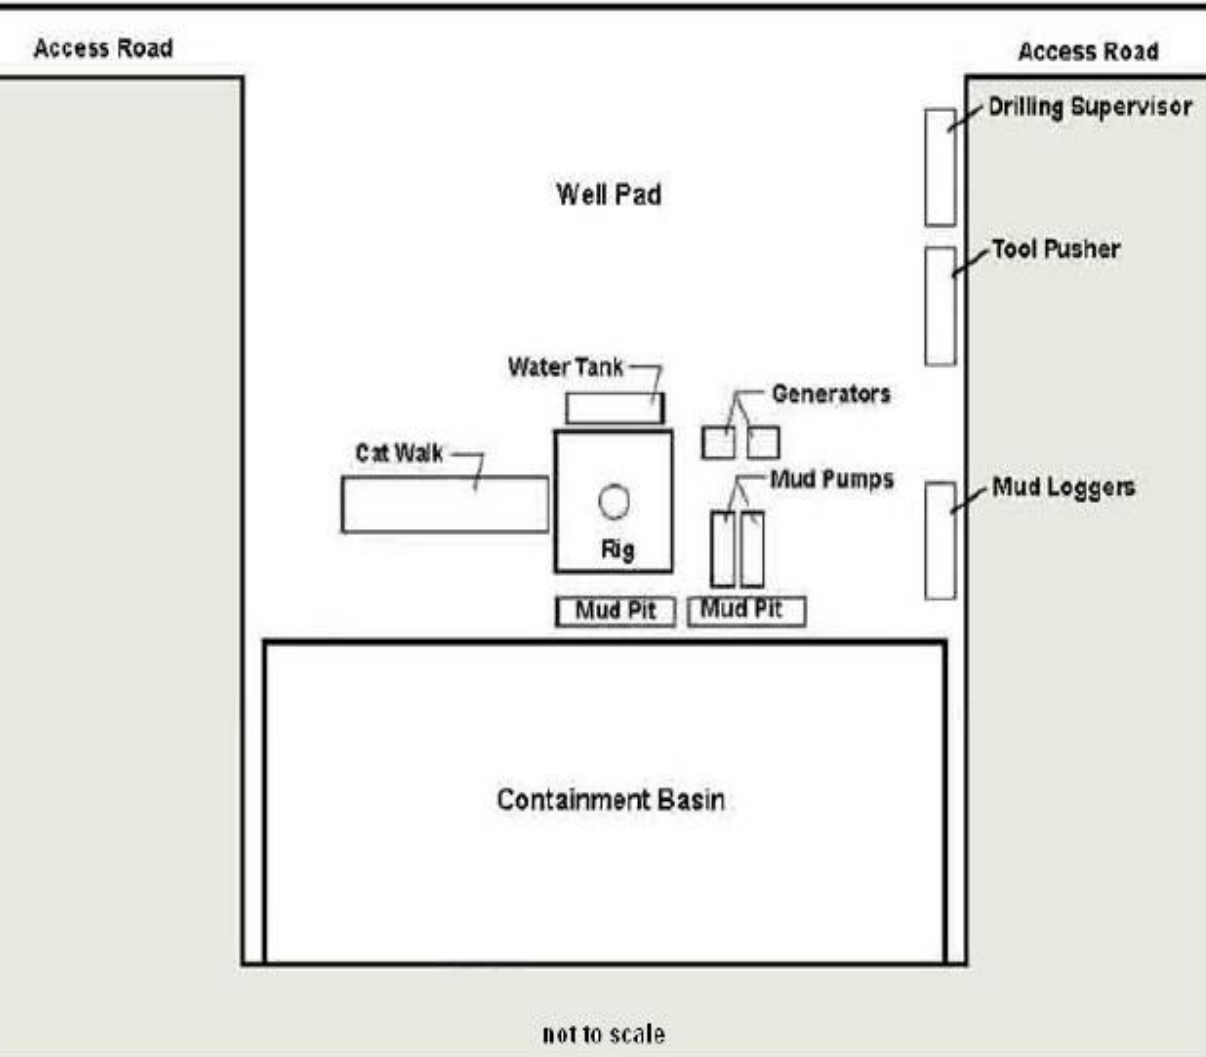 Access Road
Access Road
Drilling Supervisor
Well Pad
Tool Pusher
Water Tank
Generators
Cat Walk
Mud Pumps
Mud Loggers
Rig
Mud Pit
Mud Pit
Containment Basin
not to scale